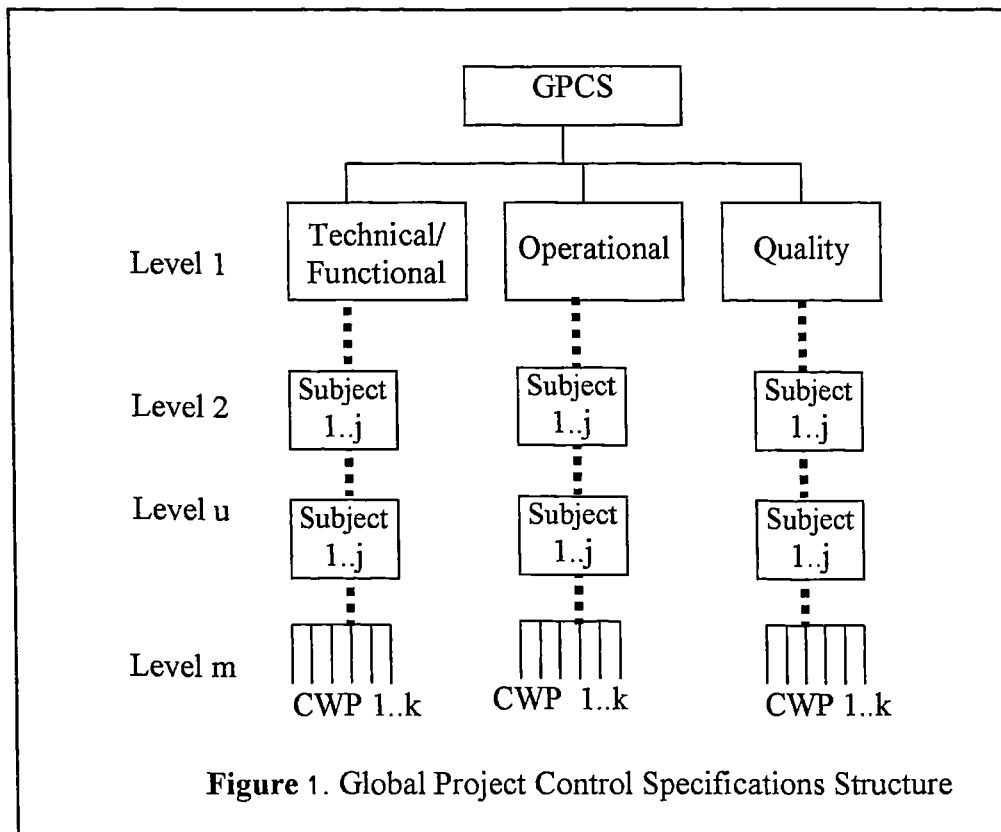 GPCS
Level 1
Technical/
Functional
Operational
Quality
Level 2
Subject
1..j
Subject
1..j
Subject
1..j
Level u
Subject
1..j
Subject
1..j
Subject
1..j
Level m
CWP 1..k
CWP 1..k
CWP 1..k
Figure 1. Global Project Control Specifications Structure